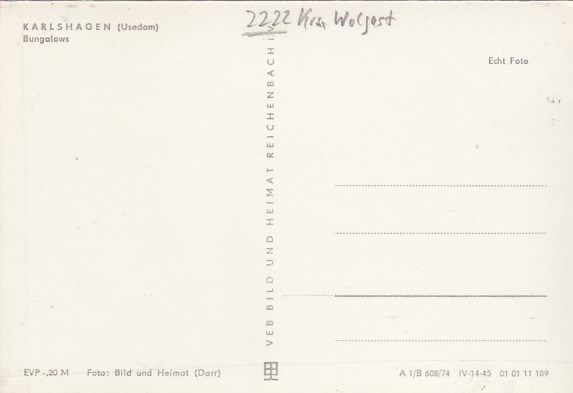 KARLSHAGEN (Usedom)
Bungalows
2222 Krs. Wolgast
Echt Foto
VEB BILD UND HEIMAT REICHENBACH
EVP -,20 M Foto: Bild und Heimat (Darr)
A 1/B 608/74 IV-14-45 01 01 11 189